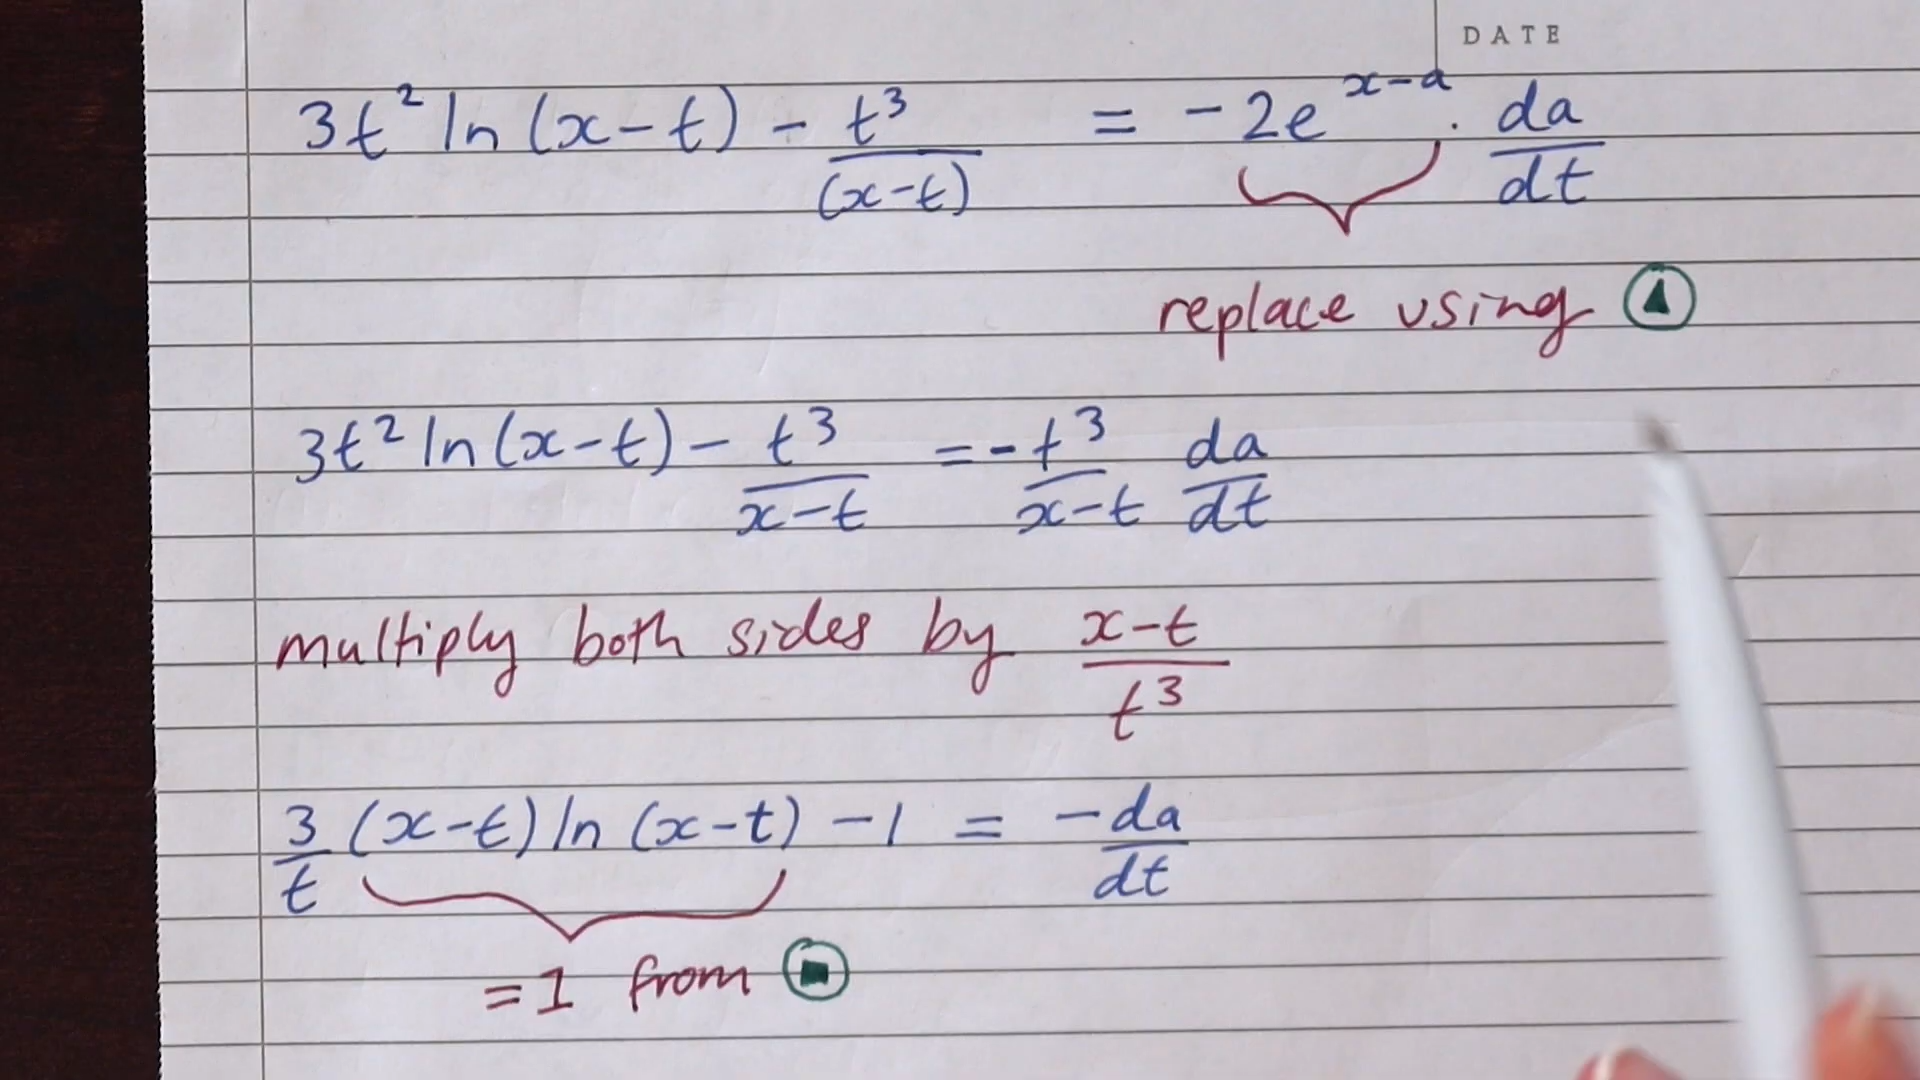 DATE
3t² ln (x-t) - t³/(x-t) = -2e^(x-a) . da/dt
replace using ▲
3t² ln (x-t) - t³/(x-t) = - t³/(x-t) da/dt
multiply both sides by (x-t)/t³
3/t (x-t) ln (x-t) - 1 = - da/dt
= 1 from ■